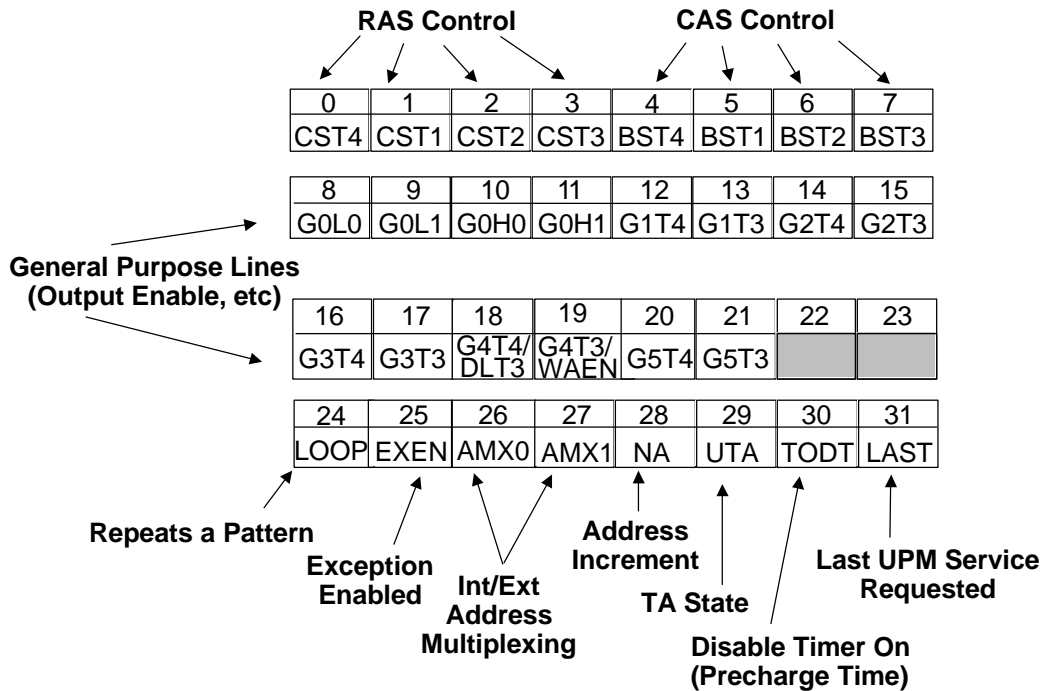 RAS Control CAS Control
0 1 2 3 4 5 6 7
CST4 CST1 CST2 CST3 BST4 BST1 BST2 BST3
8 9 10 11 12 13 14 15
G0L0 G0L1 G0H0 G0H1 G1T4 G1T3 G2T4 G2T3
General Purpose Lines
(Output Enable, etc)
16 17 18 19 20 21 22 23
G3T4 G3T3 G4T4/ G4T3/ G5T4 G5T3
DLT3 WAEN
24 25 26 27 28 29 30 31
LOOP EXEN AMX0 AMX1 NA UTA TODT LAST
Repeats a Pattern
Exception
Enabled
Int/Ext
Address
Multiplexing
Address
Increment
TA State
Last UPM Service
Requested
Disable Timer On
(Precharge Time)